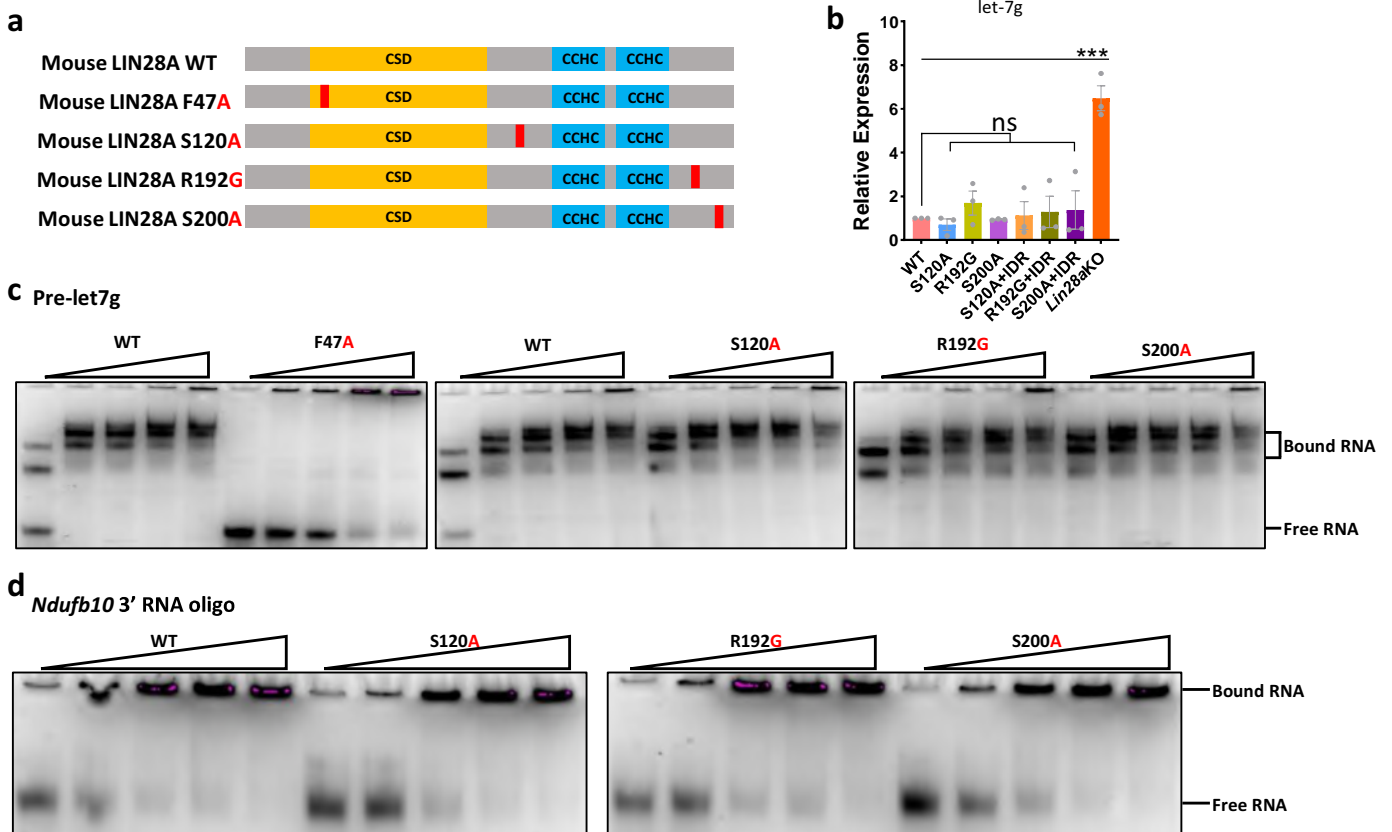 a
Mouse LIN28A WT
CSD CCHC CCHC
Mouse LIN28A F47A
CSD CCHC CCHC
Mouse LIN28A S120A
CSD CCHC CCHC
Mouse LIN28A R192G
CSD CCHC CCHC
Mouse LIN28A S200A
CSD CCHC CCHC
b
let-7g
Relative Expression
10
8
6
4
2
0
***
ns
WT
S120A
R192G
S200A
S120A+IDR
R192G+IDR
S200A+IDR
Lin28aKO
c Pre-let7g
WT F47A WT S120A R192G S200A
Bound RNA
Free RNA
d
Ndufb10 3’ RNA oligo
WT S120A R192G S200A
Bound RNA
Free RNA